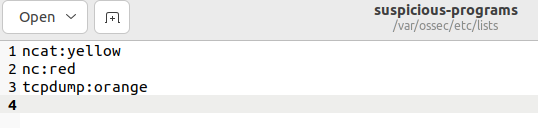 Open
suspicious-programs
/var/ossec/etc/lists
1 ncat:yellow
2 nc:red
3 tcpdump:orange
4